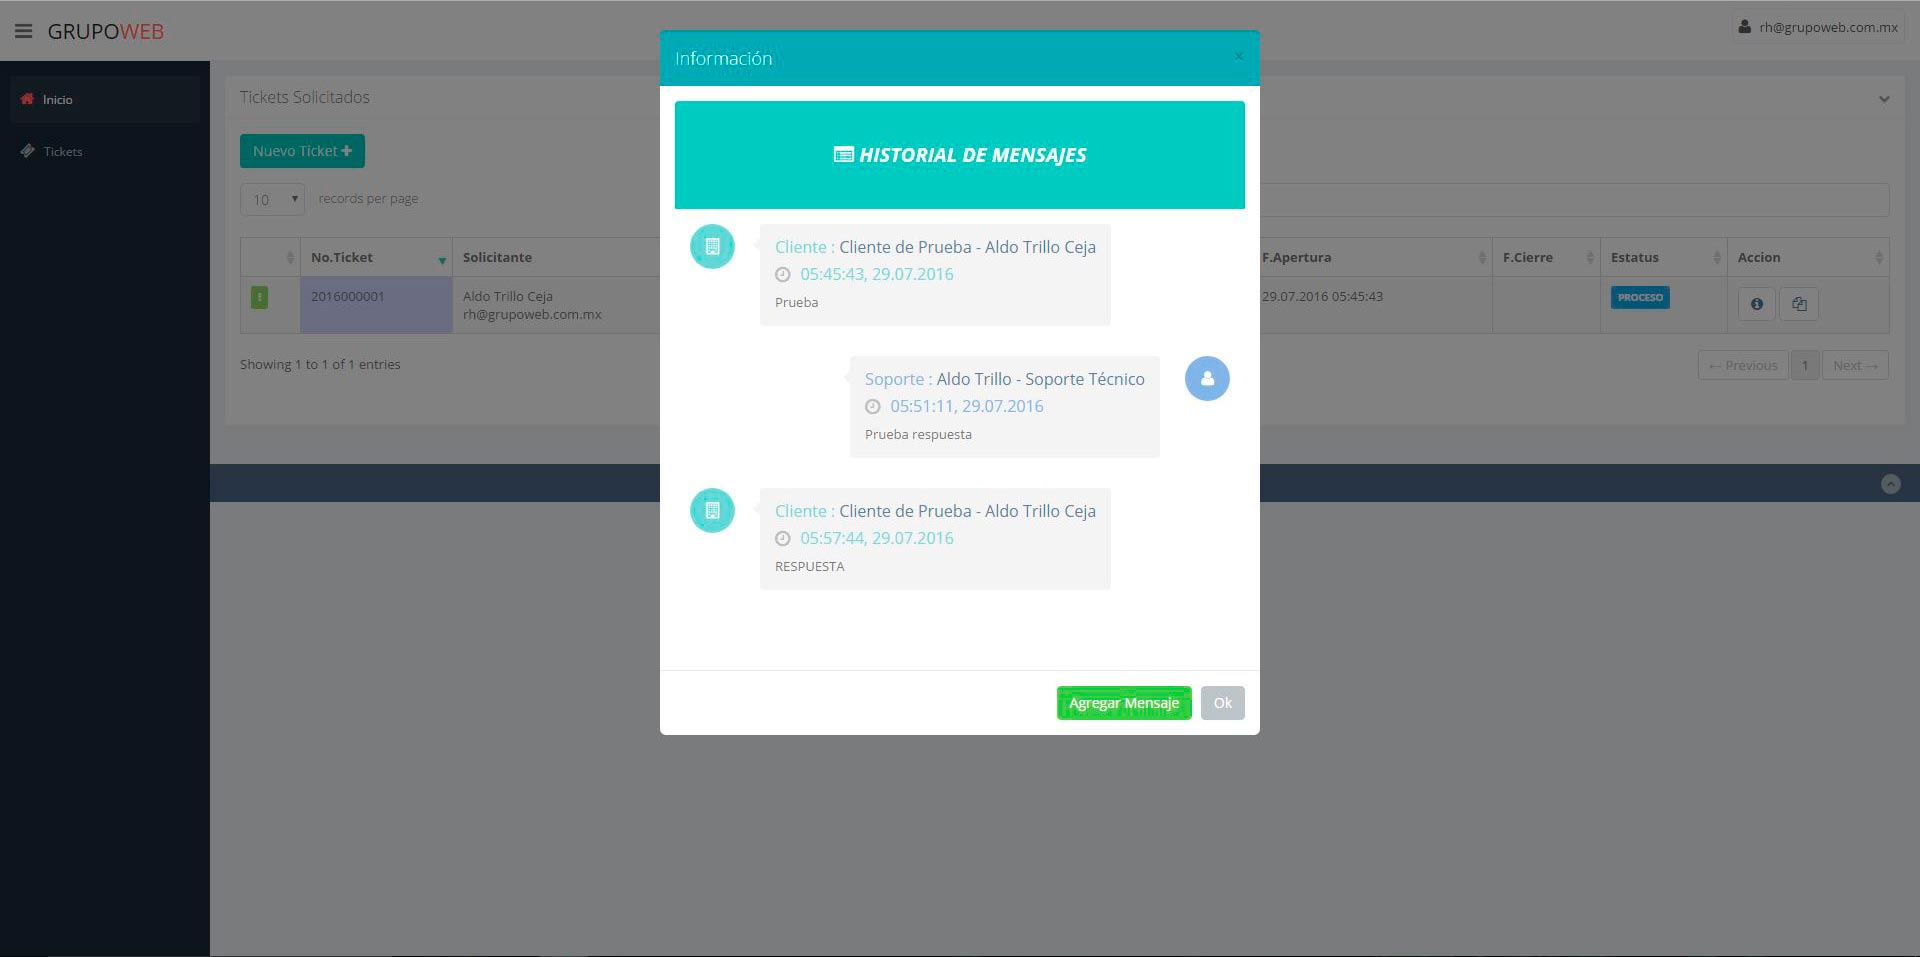 GRUPOWEB
rh@grupoweb.com.mx
Inicio
Tickets
Tickets Solicitados
Nuevo Ticket
10 records per page
No.Ticket Solicitante F.Apertura F.Cierre Estatus Accion
2016000001 Aldo Trillo Ceja 29.07.2016 05:45:43 PROCESO
rh@grupoweb.com.mx
Showing 1 to 1 of 1 entries
← Previous 1 Next →
Información ×
HISTORIAL DE MENSAJES
Cliente : Cliente de Prueba - Aldo Trillo Ceja
05:45:43, 29.07.2016
Prueba
Soporte : Aldo Trillo - Soporte Técnico
05:51:11, 29.07.2016
Prueba respuesta
Cliente : Cliente de Prueba - Aldo Trillo Ceja
05:57:44, 29.07.2016
RESPUESTA
Agregar Mensaje Ok